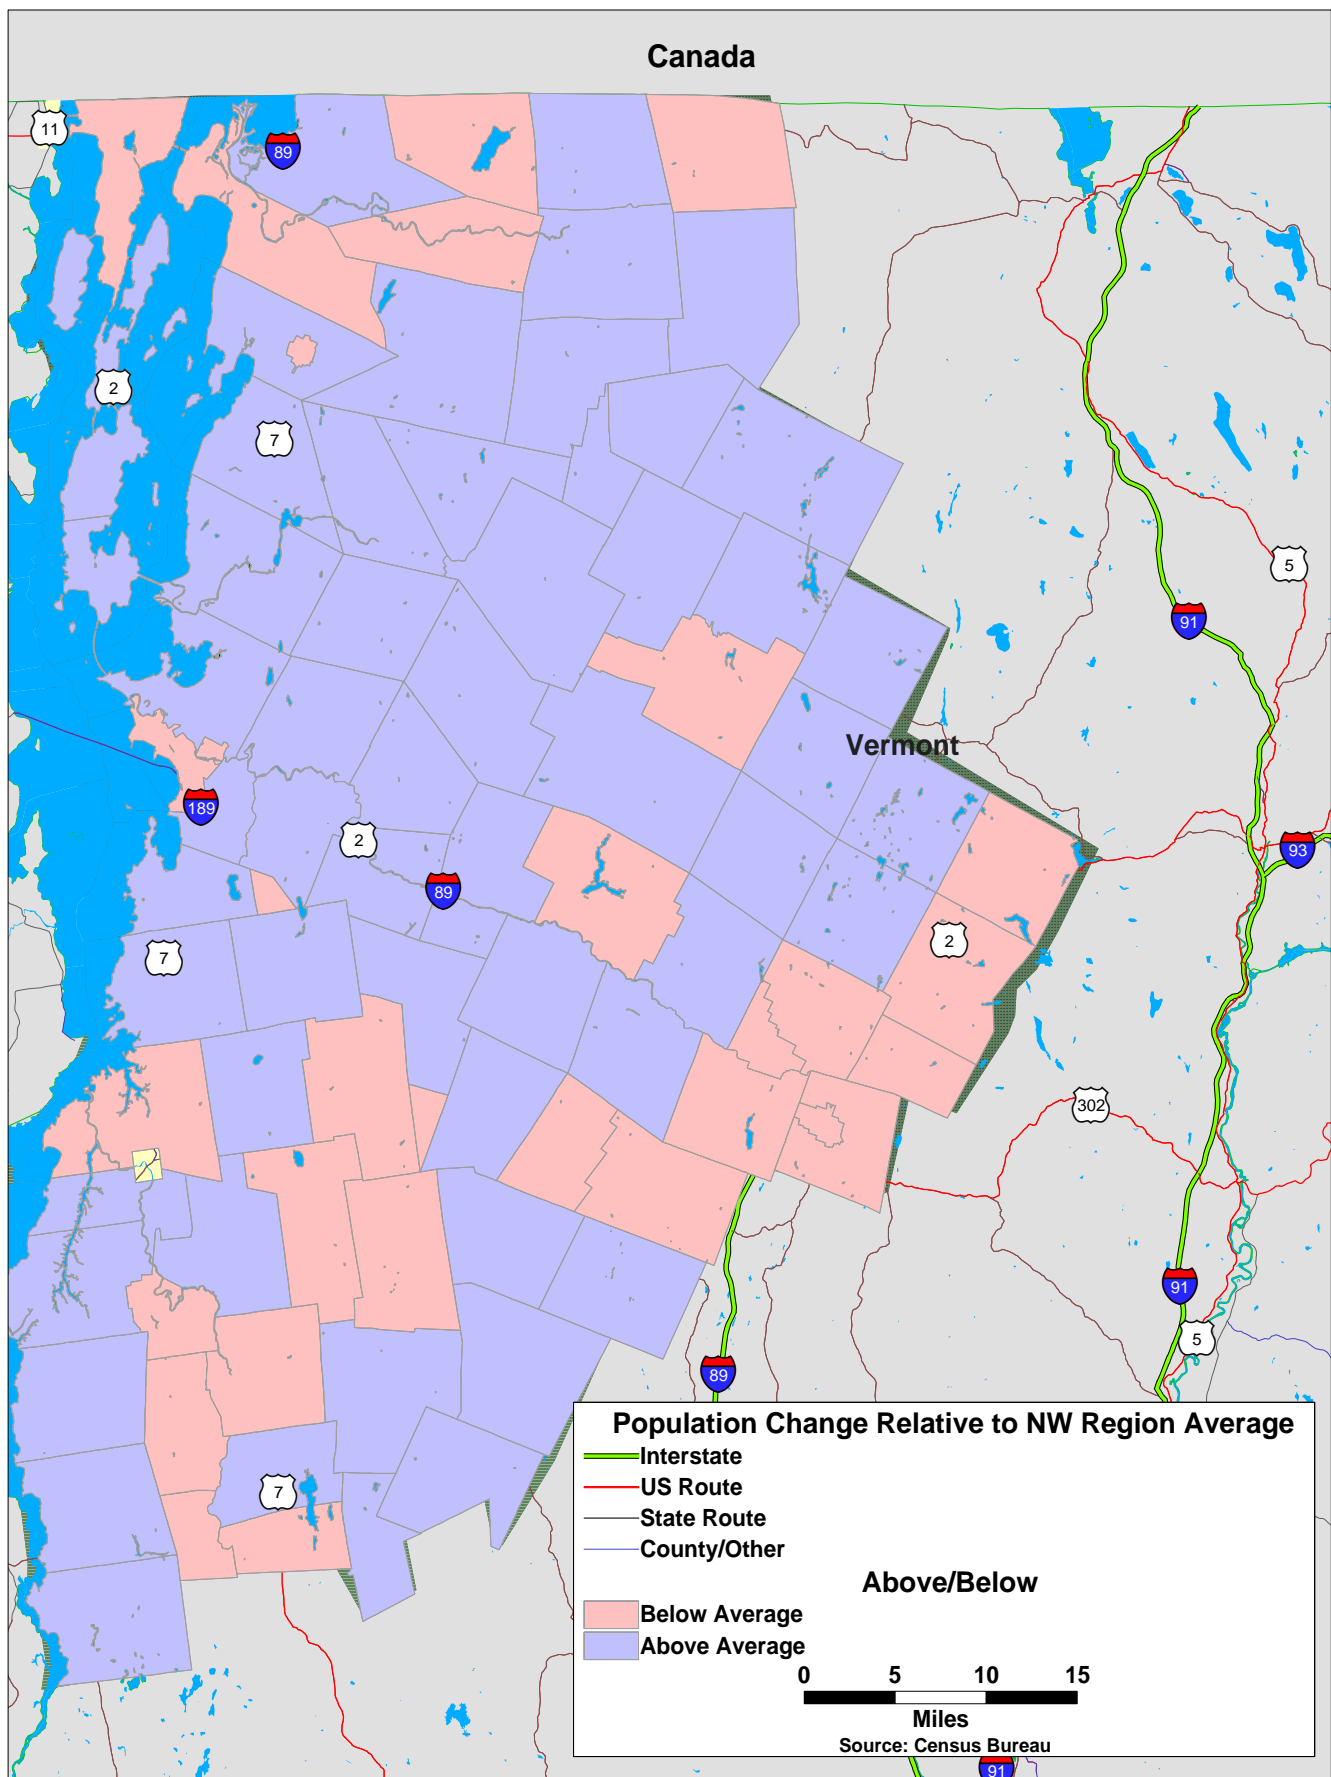 Canada
11
89
2
7
5
91
Vermont
189
2
93
89
2
7
302
91
5
89
7
Population Change Relative to NW Region Average
Interstate
US Route
State Route
County/Other
Above/Below
Below Average
Above Average
0 5 10 15
Miles
Source: Census Bureau
91